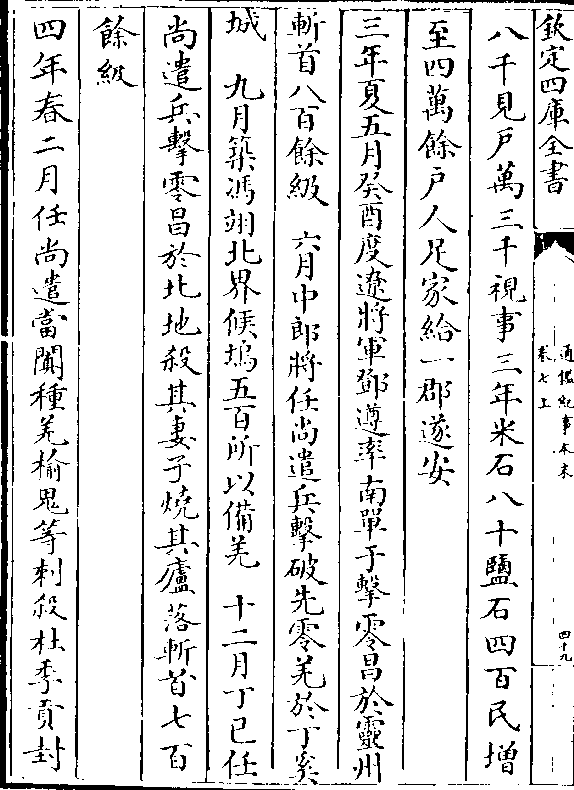 欽定四庫全書
通鑑紀事本末
卷七上
四十九
八千見戸萬三千視事三年米石八十鹽石四百民增
至四萬餘戸人足家給一郡遂安
三年夏五月癸酉度遼將軍鄧遵率南單于擊零昌於靈州
斬首八百餘級　六月中郎將任尚遣兵擊破先零羌於丁奚
城　九月築馮翊北界候塢五百所以備羌　十二月丁巳任
尚遣兵擊零昌於北地殺其妻子燒其廬落斬首七百
餘級
四年春二月任尚遣當闐種羌榆鬼等刺殺杜季貢封